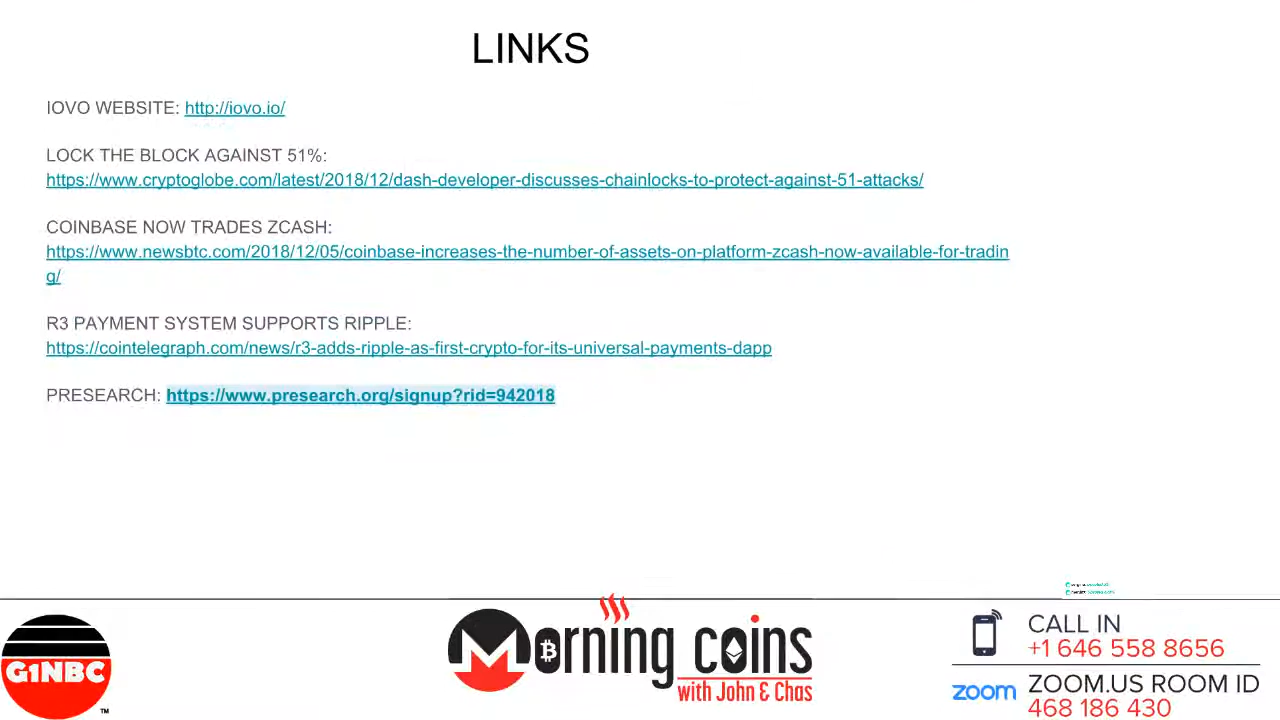 LINKS
IOVO WEBSITE: http://iovo.io/
LOCK THE BLOCK AGAINST 51%:
https://www.cryptoglobe.com/latest/2018/12/dash-developer-discusses-chainlocks-to-protect-against-51-attacks/
COINBASE NOW TRADES ZCASH:
https://www.newsbtc.com/2018/12/05/coinbase-increases-the-number-of-assets-on-platform-zcash-now-available-for-tradin
g/
R3 PAYMENT SYSTEM SUPPORTS RIPPLE:
https://cointelegraph.com/news/r3-adds-ripple-as-first-crypto-for-its-universal-payments-dapp
PRESEARCH: https://www.presearch.org/signup?rid=942018
G1NBC
TM
Morning coins
with John & Chas
CALL IN
+1 646 558 8656
zoom ZOOM.US ROOM ID
468 186 430